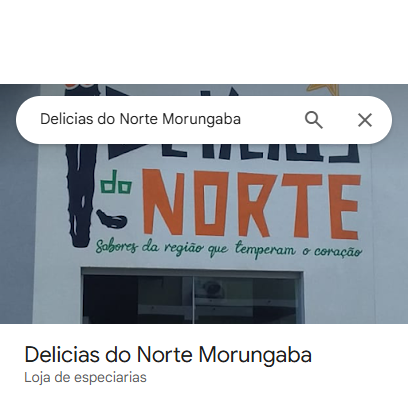 Delicias do Norte Morungaba
do
NORTE
Sabores da região que temperam o coração
Delicias do Norte Morungaba
Loja de especiarias